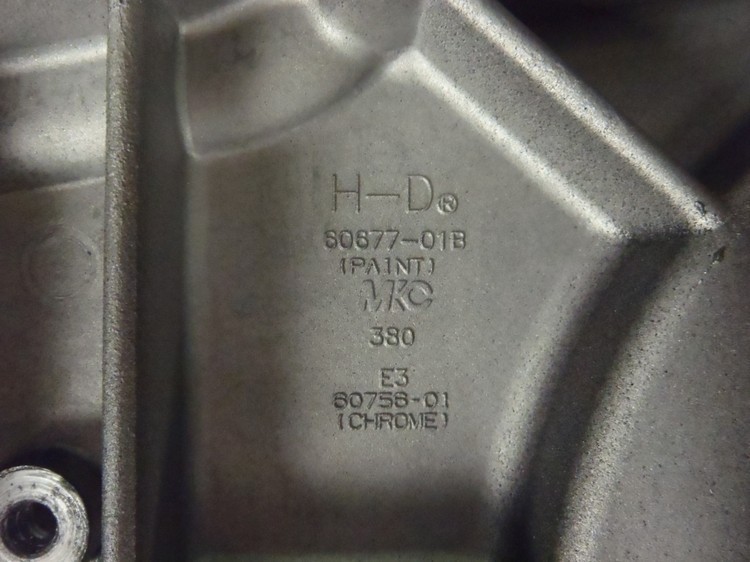 H-D®
60677-01B
(PAINT)
MKC
380
E3
60756-01
(CHROME)